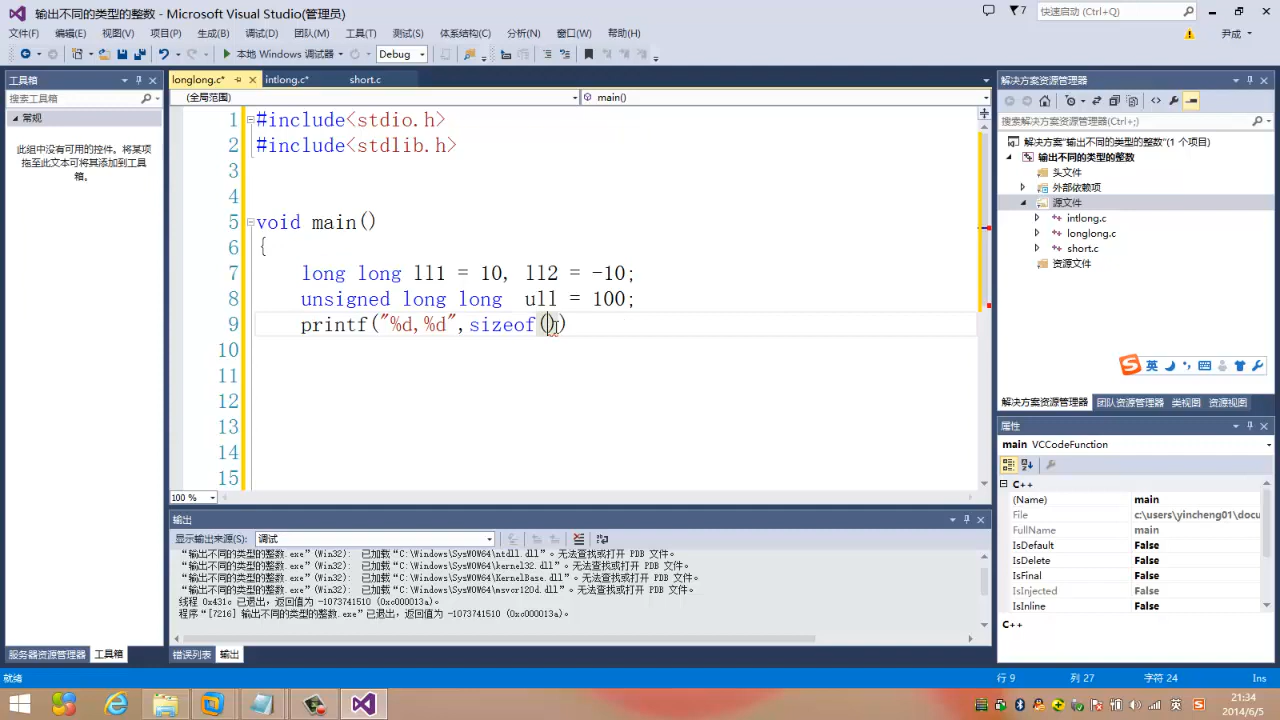 输出不同的类型的整数 - Microsoft Visual Studio(管理员)
7
快速启动 (Ctrl+Q)
文件(F) 编辑(E) 视图(V) 项目(P) 生成(B) 调试(D) 团队(M) 工具(T) 测试(S) 体系结构(C) 分析(N) 窗口(W) 帮助(H)
尹成
本地 Windows 调试器
Debug
工具箱
搜索工具箱
常规
此组中没有可用的控件。将某项
拖至此文本可将其添加到工具
箱。
longlong.c*
intlong.c*
short.c
(全局范围)
main()
1 #include<stdio.h>
2 #include<stdlib.h>
3
4
5 void main()
6 {
7 long long ll1 = 10, ll2 = -10;
8 unsigned long long  ull = 100;
9 printf("%d,%d",sizeof())
10
11
12
13
14
15
100 %
输出
显示输出来源(S): 调试
“输出不同的类型的整数.exe”(Win32): 已加载“C:\Windows\SysWOW64\ntdll.dll”。无法查找或打开 PDB 文件。
“输出不同的类型的整数.exe”(Win32): 已加载“C:\Windows\SysWOW64\kernel32.dll”。无法查找或打开 PDB 文件。
“输出不同的类型的整数.exe”(Win32): 已加载“C:\Windows\SysWOW64\KernelBase.dll”。无法查找或打开 PDB 文件。
“输出不同的类型的整数.exe”(Win32): 已加载“C:\Windows\SysWOW64\msvcr120d.dll”。无法查找或打开 PDB 文件。
线程 0x431c 已退出，返回值为 -1073741510 (0xc000013a)。
程序“[7216] 输出不同的类型的整数.exe”已退出，返回值为 -1073741510 (0xc000013a)。
服务器资源管理器 工具箱
错误列表 输出
解决方案资源管理器
搜索解决方案资源管理器(Ctrl+;)
解决方案“输出不同的类型的整数”(1 个项目)
输出不同的类型的整数
头文件
外部依赖项
源文件
intlong.c
longlong.c
short.c
资源文件
英
解决方案资源管理器 团队资源管理器 类视图 资源视图
属性
main VCCodeFunction
C++
(Name) main
File c:\users\yincheng01\docu
FullName main
IsDefault False
IsDelete False
IsFinal False
IsInjected False
IsInline False
C++
就绪
行 9
列 27
字符 24
Ins
英
21:34
2014/6/5